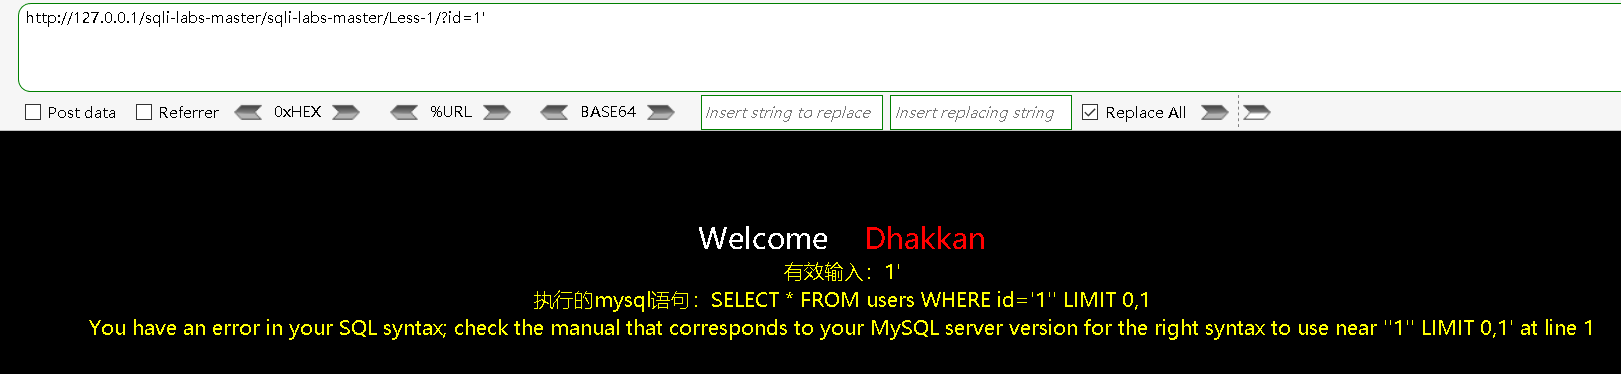 http://127.0.0.1/sqli-labs-master/sqli-labs-master/Less-1/?id=1'
Post data Referrer 0xHEX %URL BASE64 Insert string to replace Insert replacing string Replace All
Welcome Dhakkan
有效输入：1'
执行的mysql语句：SELECT * FROM users WHERE id='1'' LIMIT 0,1
You have an error in your SQL syntax; check the manual that corresponds to your MySQL server version for the right syntax to use near ''1'' LIMIT 0,1' at line 1